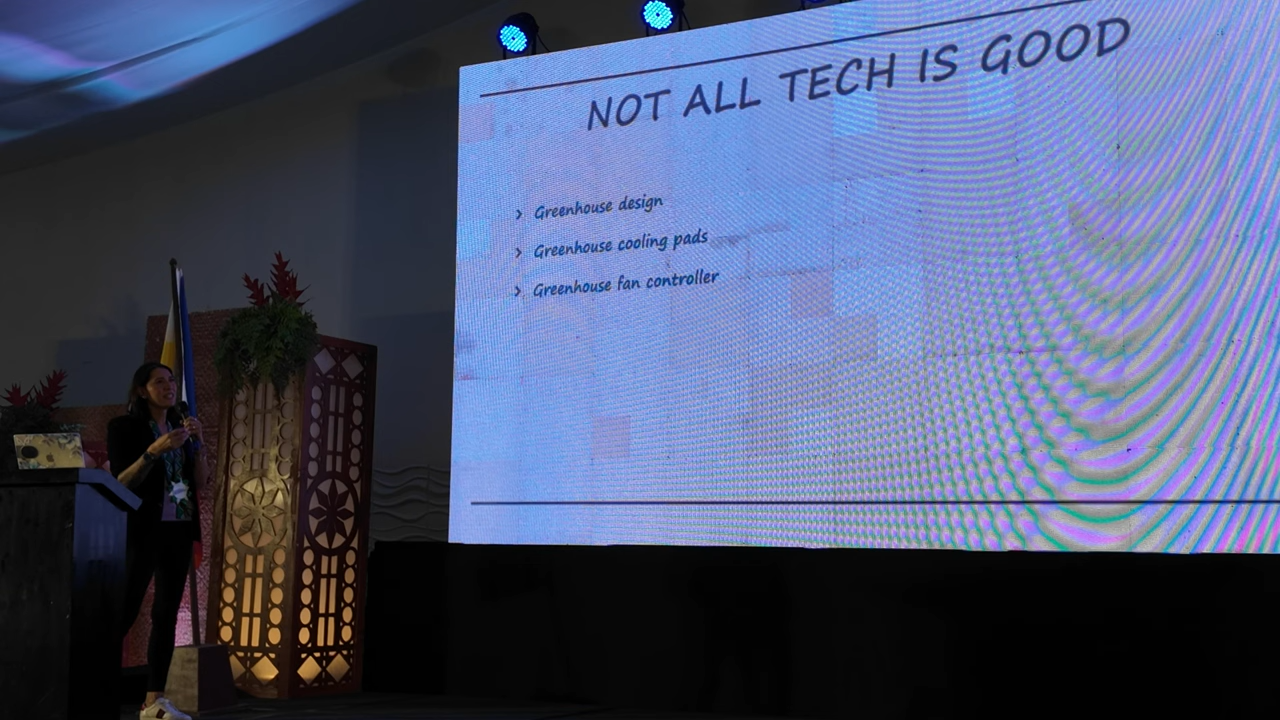 NOT ALL TECH IS GOOD
> Greenhouse design
> Greenhouse cooling pads
> Greenhouse fan controller